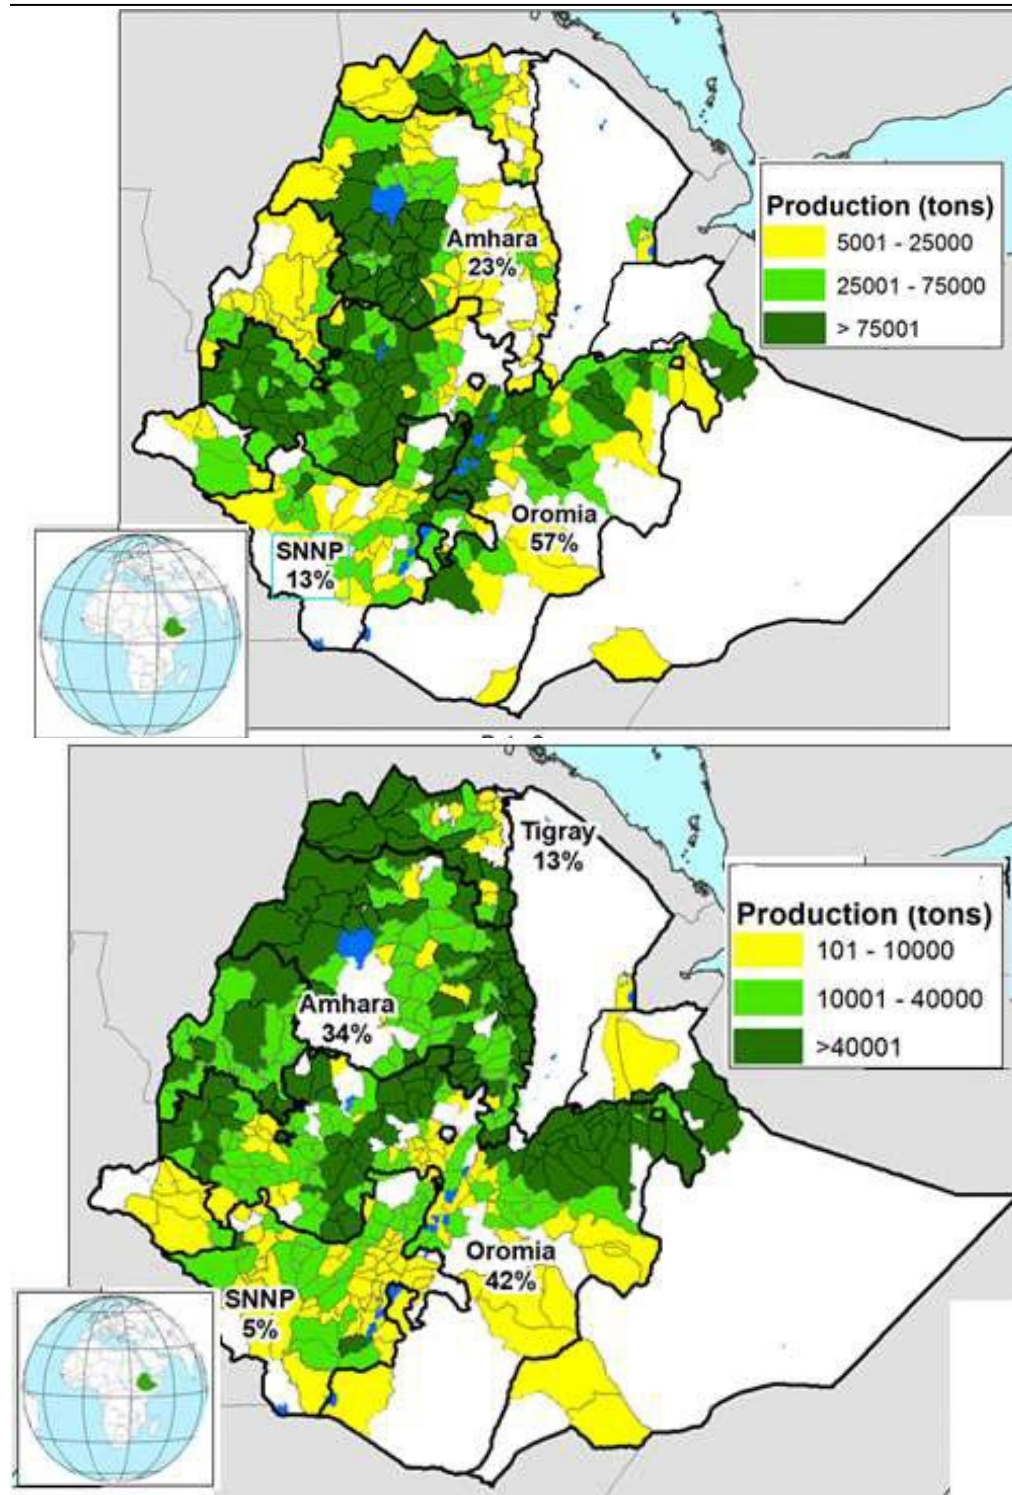 Production (tons)
5001 - 25000
25001 - 75000
> 75001
Amhara
23%
Oromia
57%
SNNP
13%
Tigray
13%
Production (tons)
101 - 10000
10001 - 40000
>40001
Amhara
34%
Oromia
42%
SNNP
5%